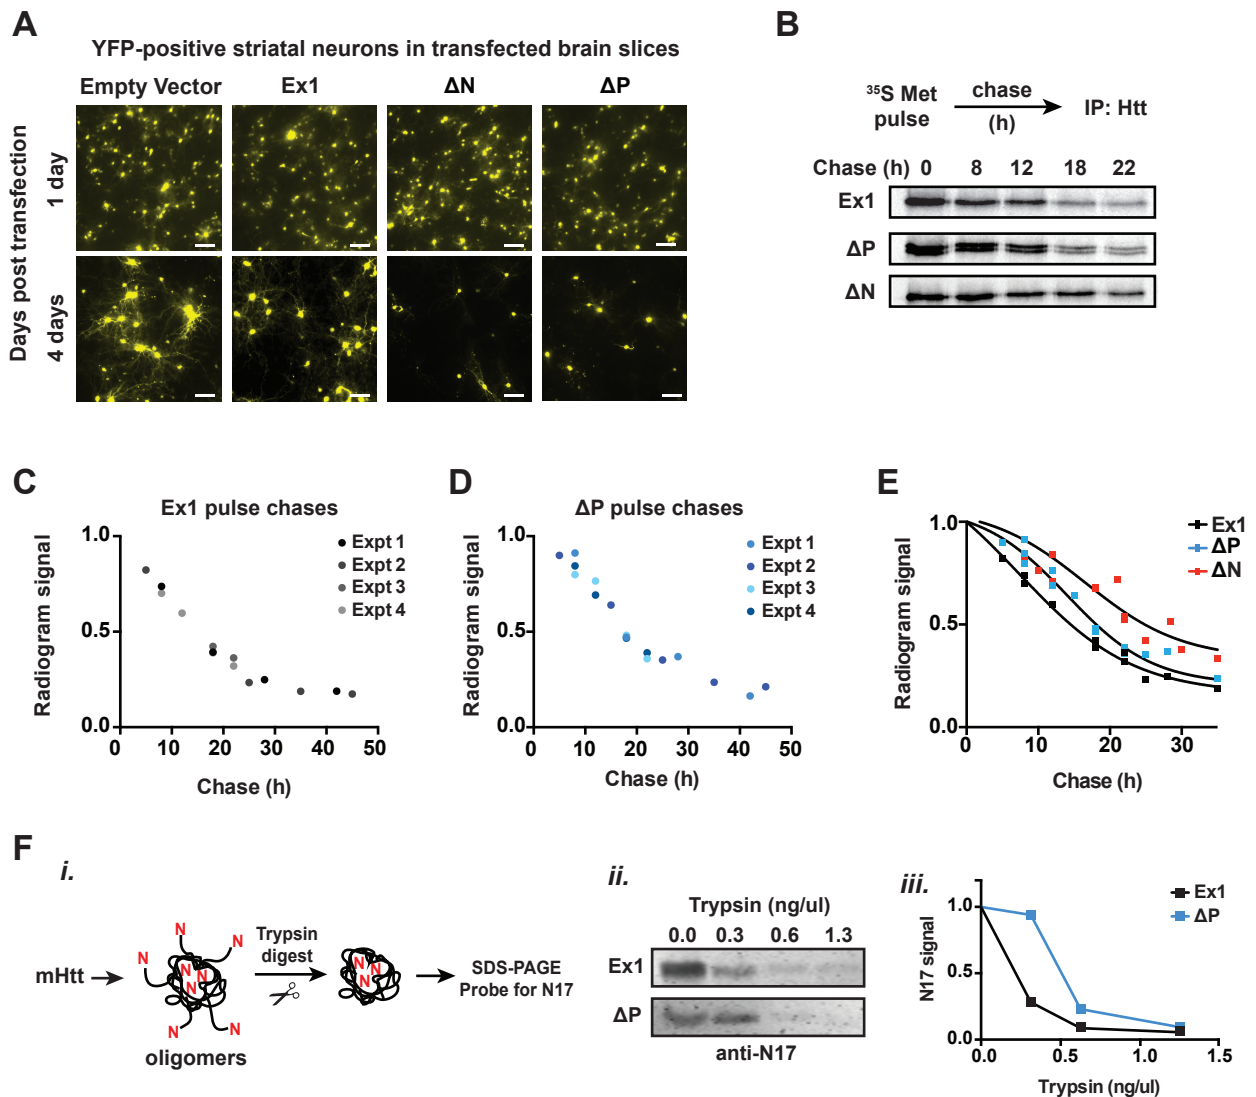 A
YFP-positive striatal neurons in transfected brain slices
Empty Vector Ex1 ΔN ΔP
Days post transfection
1 day
4 days
B
35S Met
pulse
chase
(h)
IP: Htt
Chase (h) 0 8 12 18 22
Ex1
ΔP
ΔN
C
Ex1 pulse chases
Radiogram signal
1.0
0.5
0.0
0 10 20 30 40 50
Chase (h)
Expt 1
Expt 2
Expt 3
Expt 4
D
ΔP pulse chases
Radiogram signal
1.0
0.5
0.0
0 10 20 30 40 50
Chase (h)
Expt 1
Expt 2
Expt 3
Expt 4
E
Radiogram signal
1.0
0.5
0.0
0 10 20 30
Chase (h)
Ex1
ΔP
ΔN
F
i.
mHtt
N
N
N
N
N
N
N
N
oligomers
Trypsin
digest
N
N
N
SDS-PAGE
Probe for N17
ii.
Trypsin (ng/ul)
0.0 0.3 0.6 1.3
Ex1
ΔP
anti-N17
iii.
N17 signal
1.0
0.5
0.0
0.0 0.5 1.0 1.5
Trypsin (ng/ul)
Ex1
ΔP